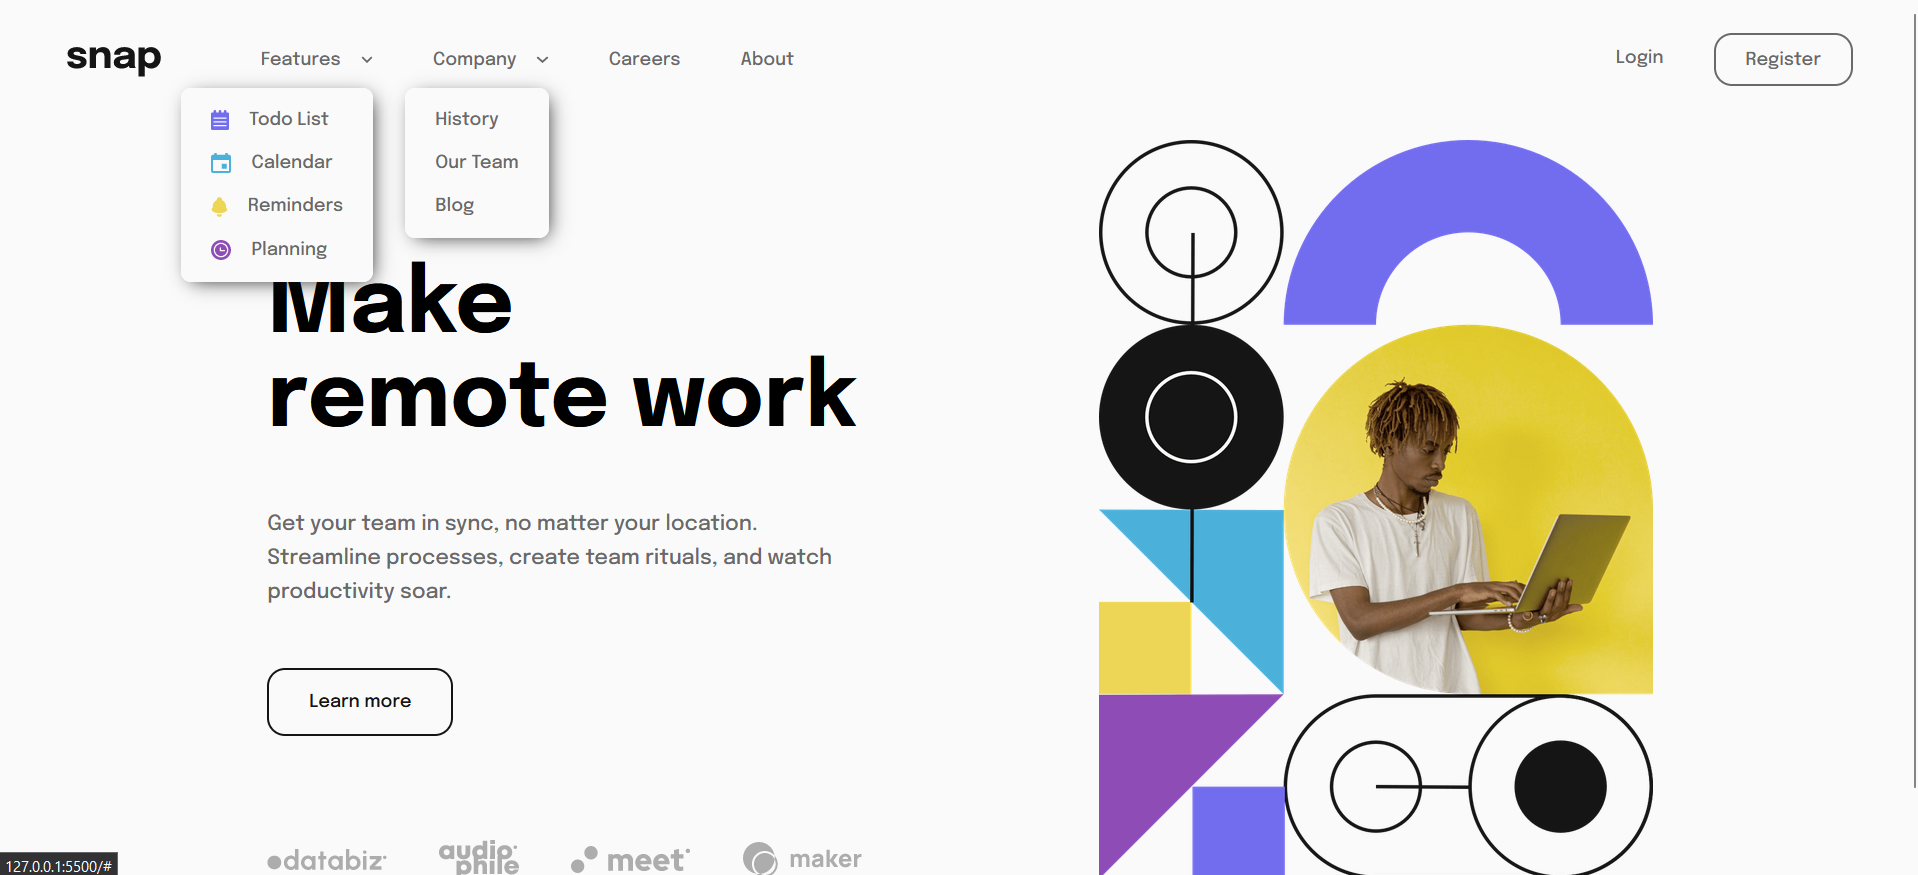 snap
Features
Company
Careers
About
Login
Register
Todo List
Calendar
Reminders
Planning
History
Our Team
Blog
Make
remote work
Get your team in sync, no matter your location.
Streamline processes, create team rituals, and watch
productivity soar.
Learn more
databiz
audio
phile
meet
maker
127.0.0.1:5500/#